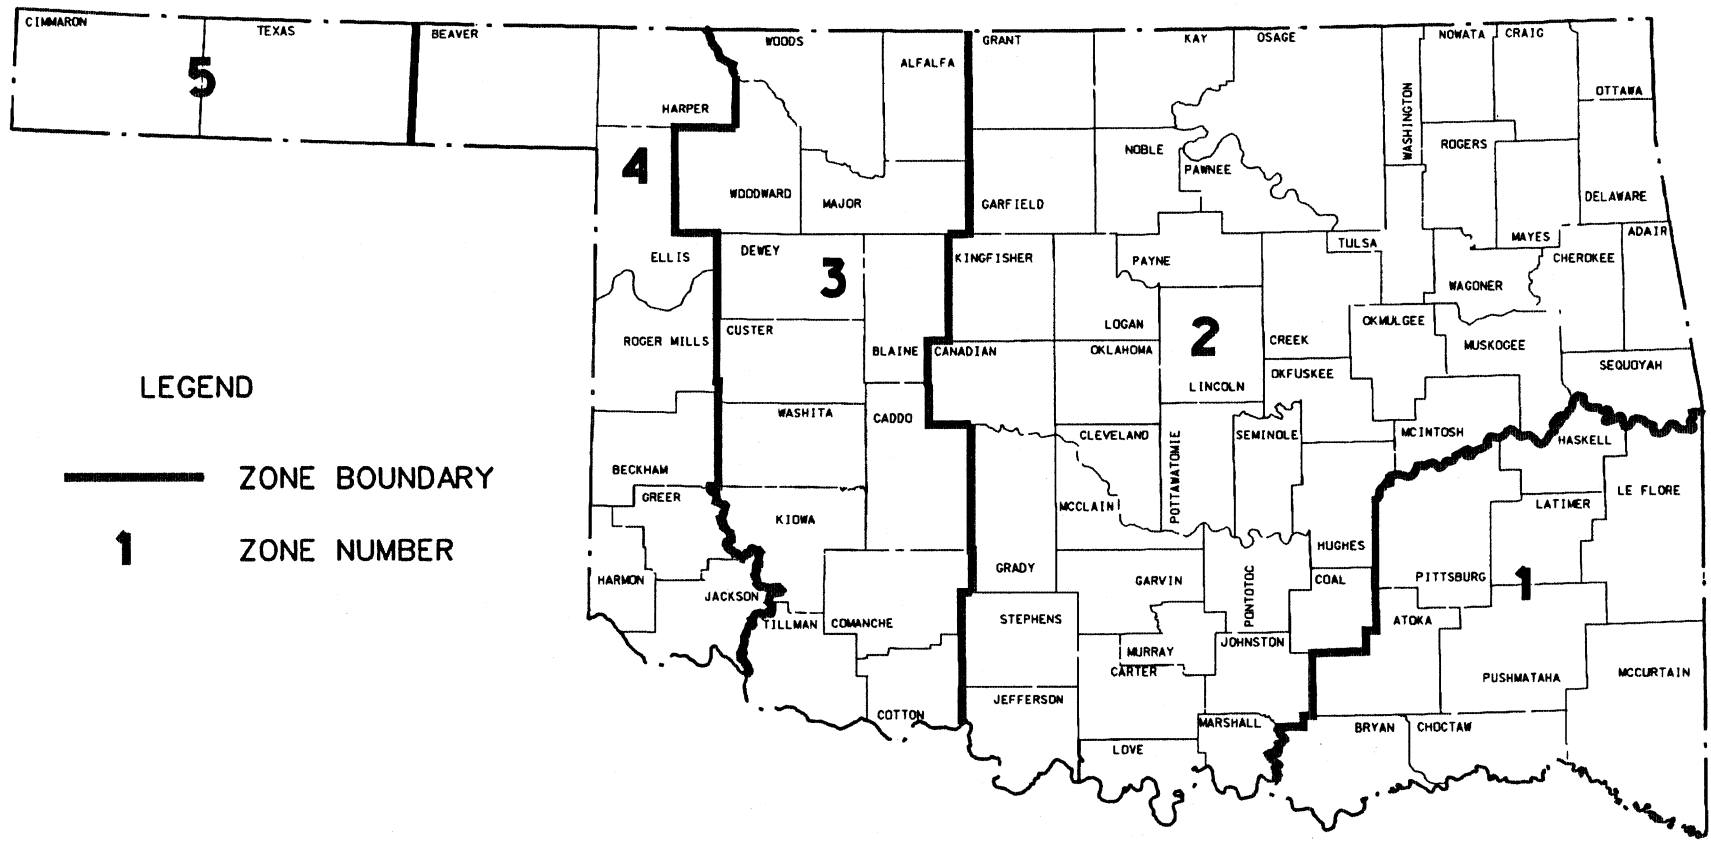 CIMMARON
TEXAS
BEAVER
HARPER
WOODS
ALFALFA
GRANT
KAY
OSAGE
WASHINGTON
NOWATA
CRAIG
OTTAWA
5
4
WOODWARD
MAJOR
GARFIELD
NOBLE
PAWNEE
ROGERS
DELAWARE
MAYES
ELLIS
DEWEY
3
KINGFISHER
PAYNE
TULSA
WAGONER
CHEROKEE
ADAIR
ROGER MILLS
CUSTER
BLAINE
CANADIAN
LOGAN
OKLAHOMA
2
LINCOLN
CREEK
OKFUSKEE
OKMULGEE
MUSKOGEE
SEQUOYAH
LEGEND
ZONE BOUNDARY
1 ZONE NUMBER
BECKHAM
WASHITA
CADDO
CLEVELAND
POTTAWATOMIE
SEMINOLE
MCINTOSH
HASKELL
GREER
KIOWA
MCCLAIN
HUGHES
LATIMER
LE FLORE
HARMON
JACKSON
TILLMAN
COMANCHE
GRADY
GARVIN
PONTOTOC
COAL
PITTSBURG
1
STEPHENS
MURRAY
CARTER
JOHNSTON
ATOKA
PUSHMATAHA
MCCURTAIN
COTTON
JEFFERSON
LOVE
MARSHALL
BRYAN
CHOCTAW